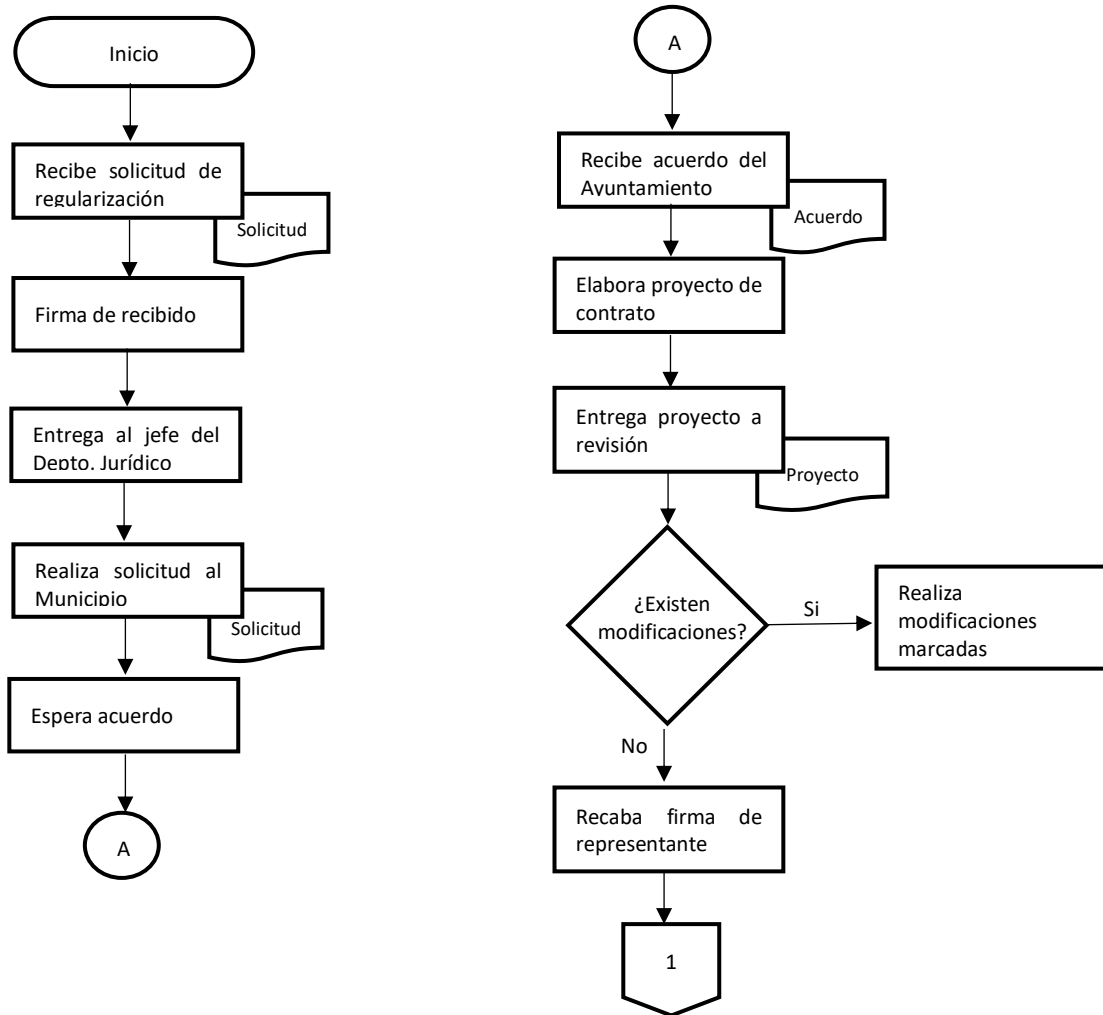 Inicio
Recibe solicitud de
regularización
Solicitud
Firma de recibido
Entrega al jefe del
Depto. Jurídico
Realiza solicitud al
Municipio
Solicitud
Espera acuerdo
A
A
Recibe acuerdo del
Ayuntamiento
Acuerdo
Elabora proyecto de
contrato
Entrega proyecto a
revisión
Proyecto
¿Existen
modificaciones?
Si
Realiza
modificaciones
marcadas
No
Recaba firma de
representante
1